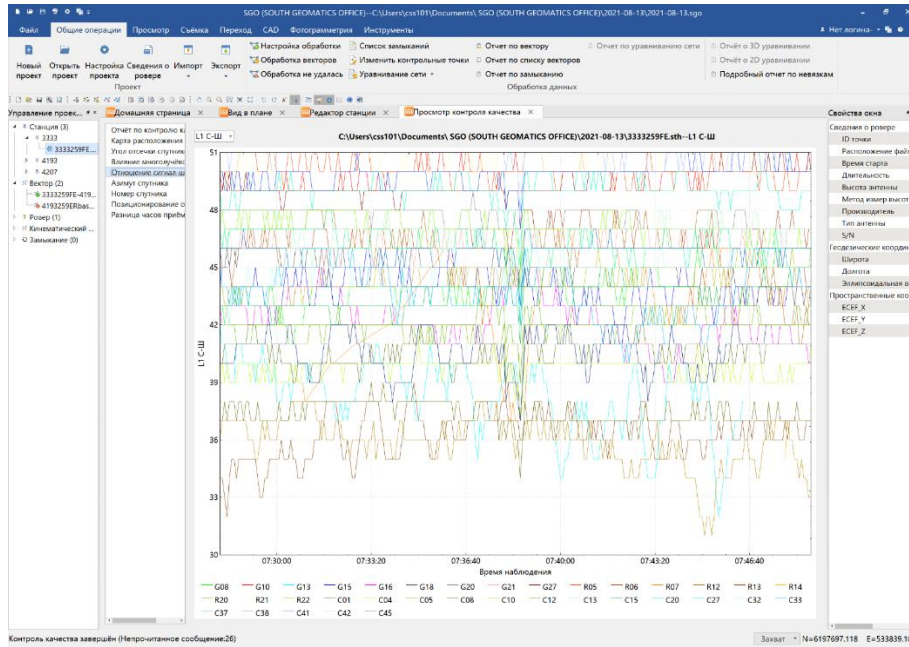 SGO (SOUTH GEOMATICS OFFICE)--C:\Users\css101\Documents\ SGO (SOUTH GEOMATICS OFFICE)\2021-08-13\2021-08-13.sgo
Файл Общие операции Просмотр Съёмка Переход CAD Фотограмметрия Инструменты Нет логина-
Настройка обработки Список замыканий Отчет по вектору Отчет по уравниванию сети Отчёт о 3D уравнивании
Новый проект Открыть проект Настройка проекта Сведения о ровере Импорт Экспорт Обработка векторов Изменить контрольные точки Отчет по списку векторов Отчёт о 2D уравнивании
Обработка не удалась Уравнивание сети Отчет по замыканию Подробный отчет по невязкам
Проект Обработка данных
Управление проек... Домашняя страница Вид в плане Редактор станции Просмотр контроля качества Свойства окна
Станция (3)
3333
3333259FE...
4193
4207
Вектор (2)
3333259FE-419...
4193259ERbas...
Ровер (1)
Кинематический ...
Замыкание (0)
Отчёт по контролю к
Карта расположения
Угол отсечки спутник
Влияние многолучёво
Отношение сигнал-ш
Азимут спутника
Номер спутника
Позиционирование о
Разница часов приём
L1 С-Ш
C:\Users\css101\Documents\ SGO (SOUTH GEOMATICS OFFICE)\2021-08-13\3333259FE.sth--L1 С-Ш
51
48
45
42
39
36
33
30
L1 С-Ш
07:30:00 07:33:20 07:36:40 07:40:00 07:43:20 07:46:40
Время наблюдения
G08 G10 G13 G15 G16 G18 G20 G21 G27 R05 R06 R07 R12 R13 R14
R20 R21 R22 C01 C04 C05 C08 C10 C12 C13 C15 C20 C27 C32 C33
C37 C38 C41 C42 C45
Сведения о ровере
ID точки
Расположение файл
Время старта
Длительность
Высота антенны
Метод измер.высот
Производитель
Тип антенны
S/N
Геодезические координ
Широта
Долгота
Эллипсоидальная в
Пространственные коо
ECEF_X
ECEF_Y
ECEF_Z
Контроль качества завершён (Непрочитанное сообщение:26) Захват N=6197697.118 E=533839.10